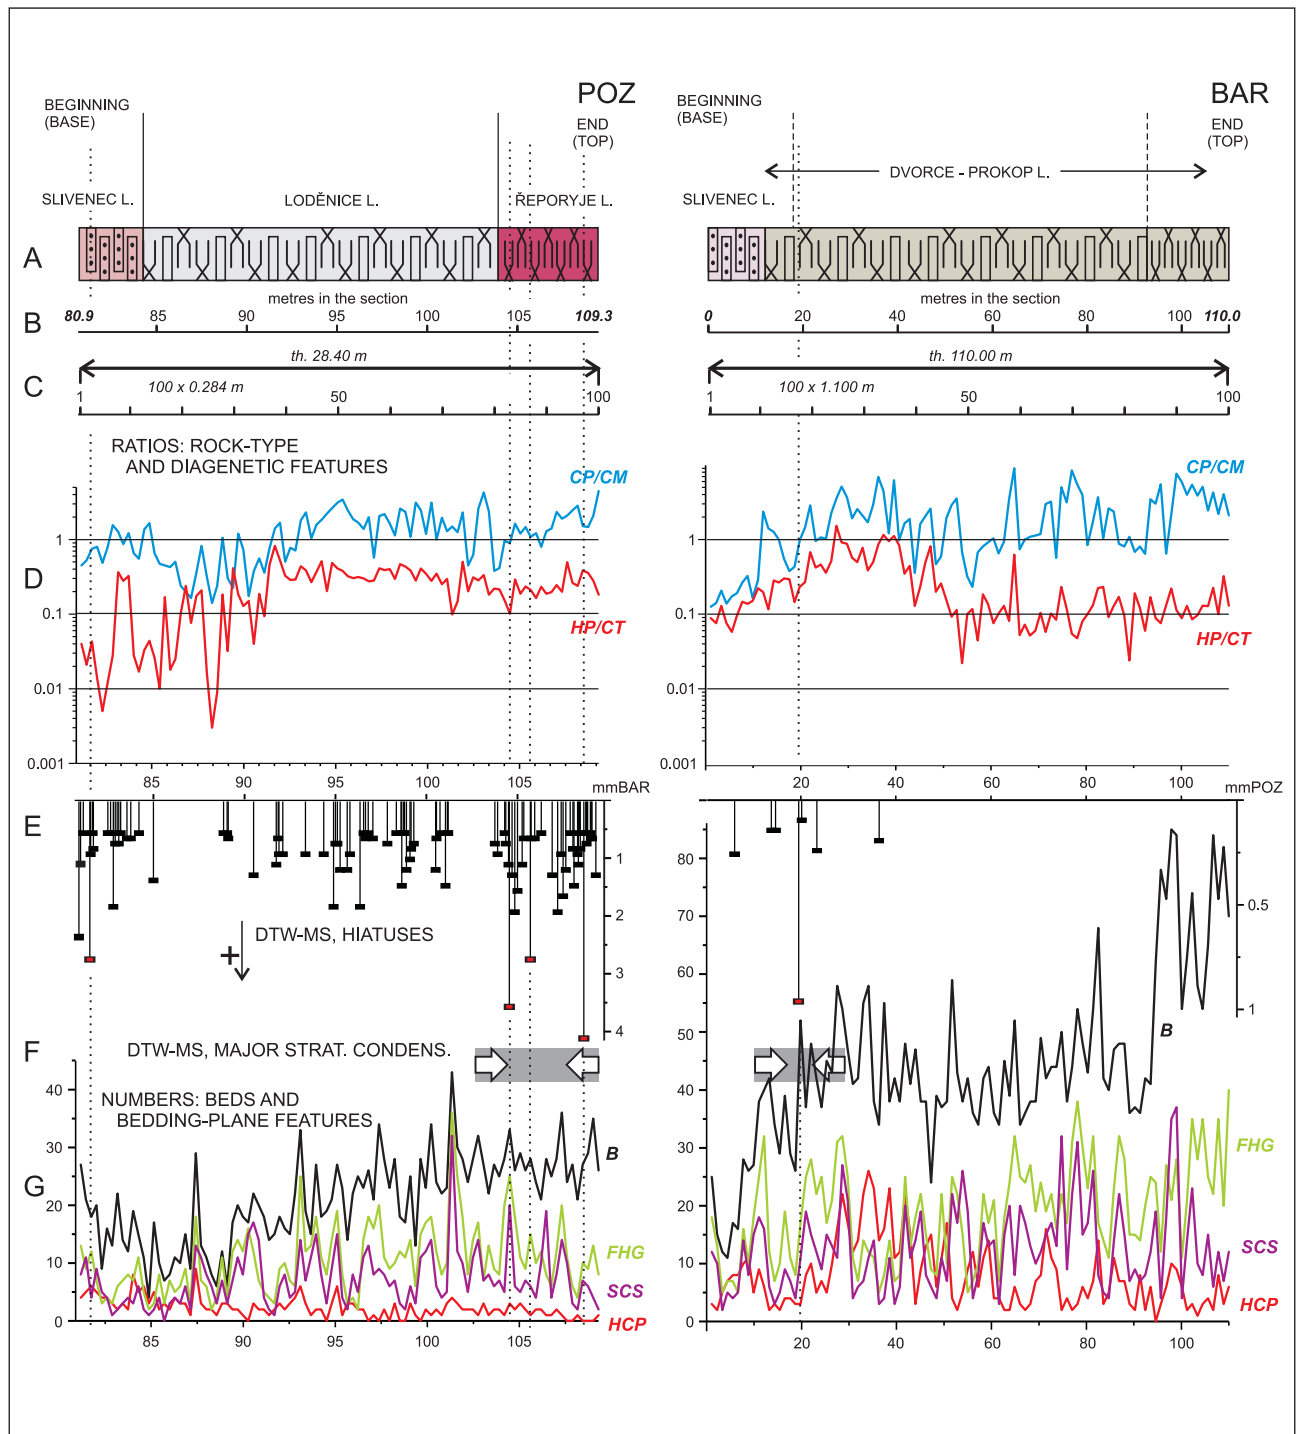 POZ
BAR
BEGINNING
(BASE)
END
(TOP)
BEGINNING
(BASE)
END
(TOP)
DVORCE - PROKOP L.
SLIVENEC L.
LODĚNICE L.
ŘEPORYJE L.
SLIVENEC L.
A
metres in the section
metres in the section
B
80.9 85 90 95 100 105 109.3
0 20 40 60 80 100 110.0
th. 28.40 m
th. 110.00 m
C
100 x 0.284 m
100 x 1.100 m
1 50 100
1 50 100
RATIOS: ROCK-TYPE
AND DIAGENETIC FEATURES
CP/CM
CP/CM
D
1
0.1
0.01
0.001
HP/CT
1
0.1
0.01
0.001
HP/CT
85 90 95 100 105
20 40 60 80 100
mmBAR
mmPOZ
E
1
2
3
4
DTW-MS, HIATUSES
+
0.5
1
F
DTW-MS, MAJOR STRAT. CONDENS.
NUMBERS: BEDS AND
BEDDING-PLANE FEATURES
G
40
30
20
10
0
B
FHG
SCS
HCP
85 90 95 100 105
80
70
60
50
40
30
20
10
0
B
FHG
SCS
HCP
20 40 60 80 100